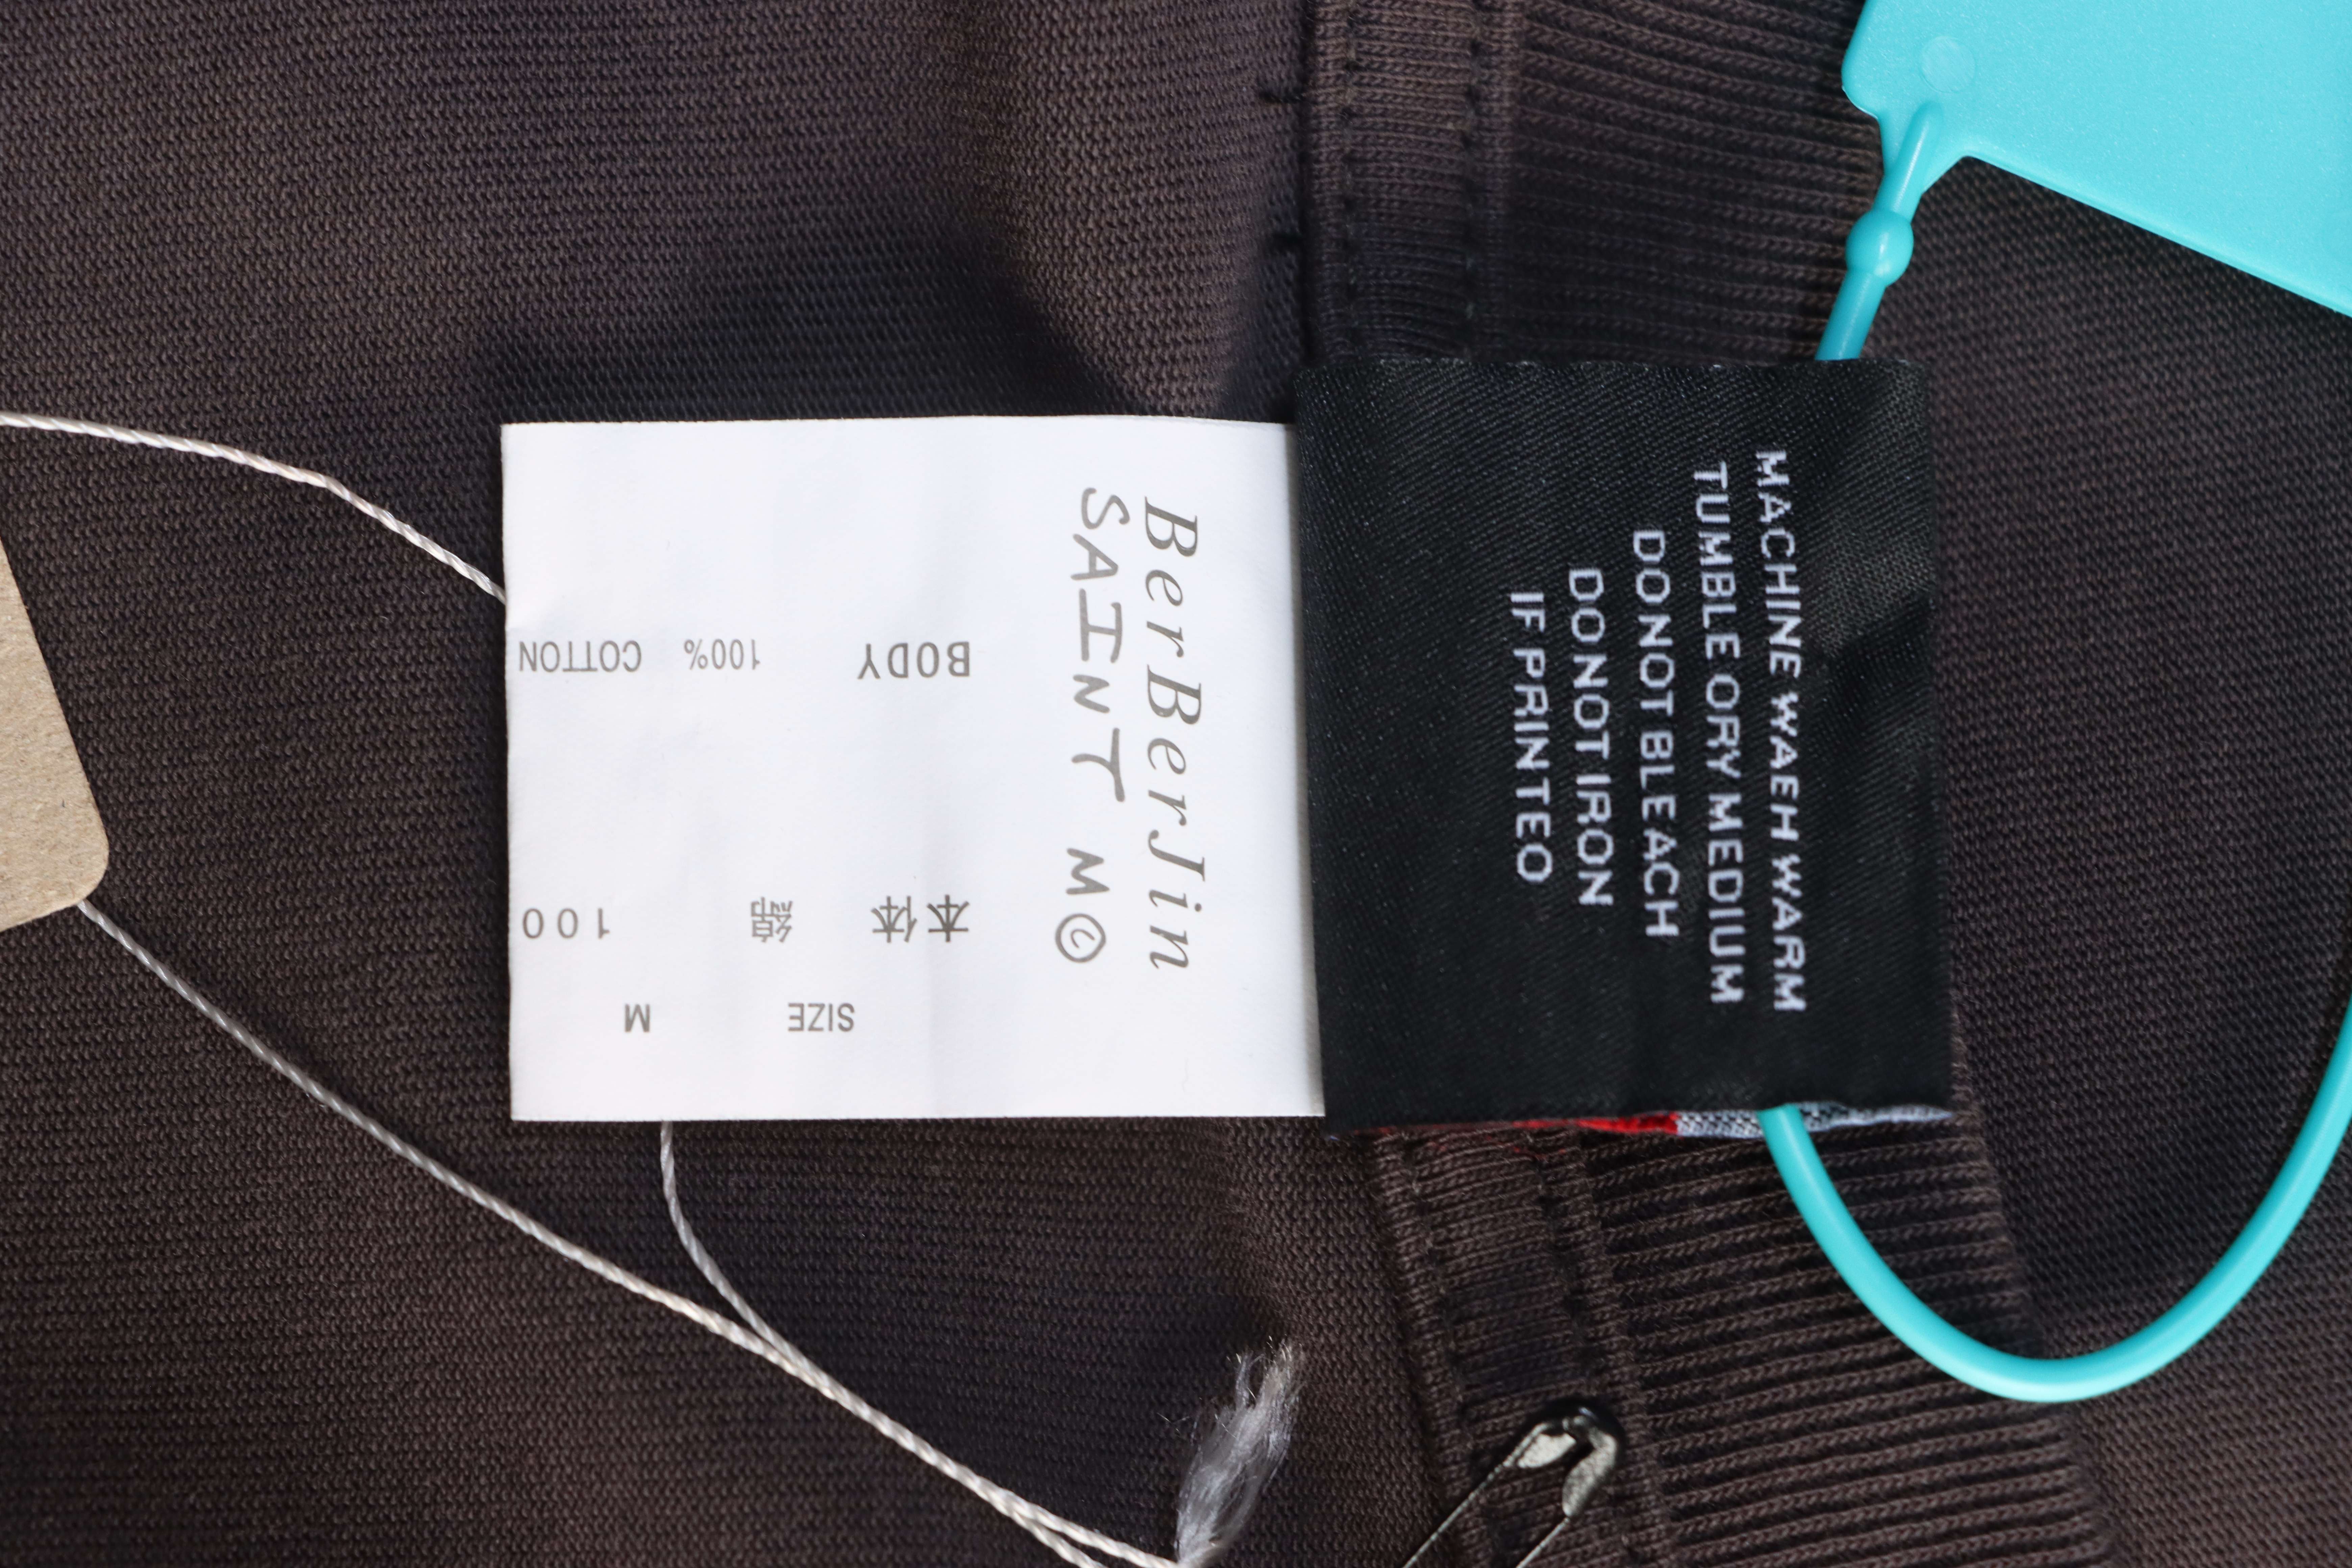 BerBerJin
SAINT M
SIZE M
本体 綿 100
BODY 100% COTTON
MACHINE WAEH WARM
TUMBLE ORY MEDIUM
DO NOT BLEACH
DO NOT IRON
IF PRINTEO